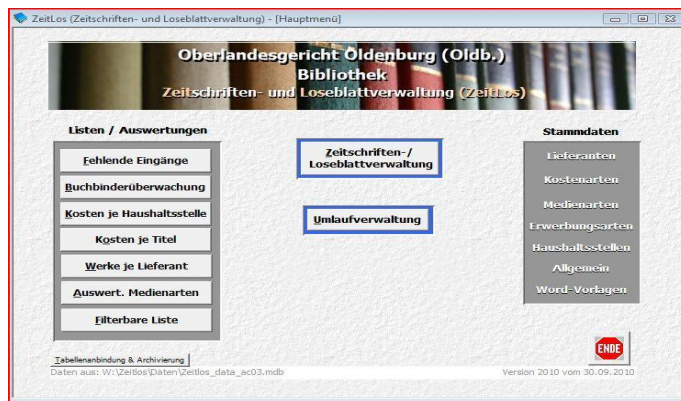 ZeitLos (Zeitschriften- und Loseblattverwaltung) - [Hauptmenü]
Oberlandesgericht Oldenburg (Oldb.)
Bibliothek
Zeitschriften- und Loseblattverwaltung (ZeitLos)
Listen / Auswertungen
Fehlende Eingänge
Buchbinderüberwachung
Kosten je Haushaltsstelle
Kosten je Titel
Werke je Lieferant
Auswert. Medienarten
Filterbare Liste
Tabellenanbindung & Archivierung
Zeitschriften-/
Loseblattverwaltung
Umlaufverwaltung
Stammdaten
Lieferanten
Kostenarten
Medienarten
Erwerbungsarten
Haushaltsstellen
Allgemein
Word-Vorlagen
ENDE
Daten aus: W:\Zeitlos\Daten\Zeitlos_data_ac03.mdb
Version 2010 vom 30.09.2010